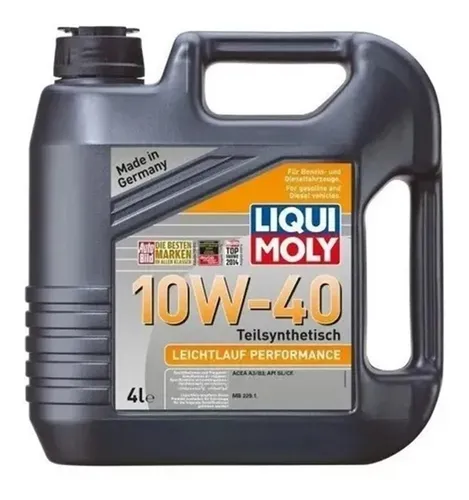 Made in
Germany
Für Benzin- und
Dieselfahrzeuge.
For gasoline and
Diesel vehicles.
LIQUI
MOLY
Auto
Bild
DIE BESTEN
MARKEN
IN ALLEN KLASSEN
TOP
2014
10W-40
Teilsynthetisch
LEICHTLAUF PERFORMANCE
ACEA A3/B3; API SL/CF
MB 229.1
4l e